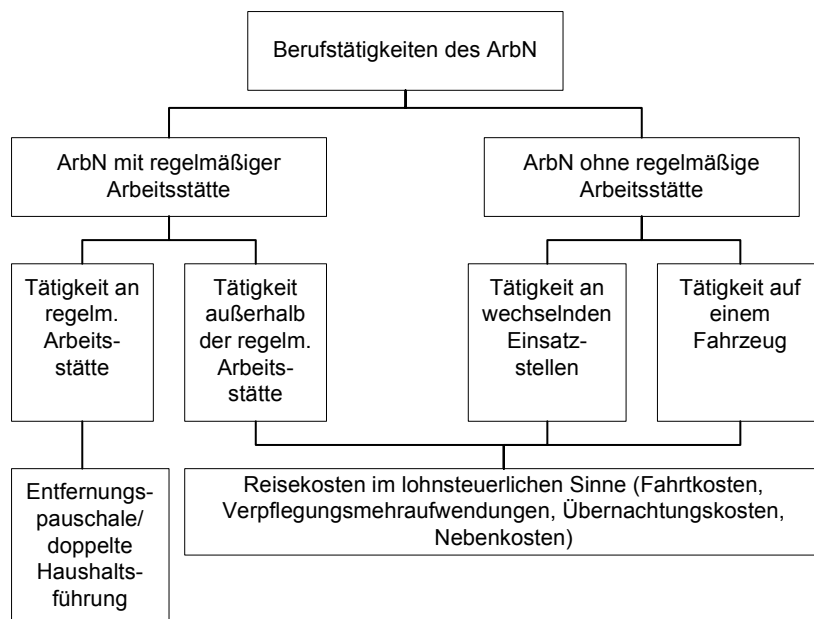 Berufstätigkeiten des ArbN
ArbN mit regelmäßiger
Arbeitsstätte
ArbN ohne regelmäßige
Arbeitsstätte
Tätigkeit an
regelm.
Arbeits-
stätte
Tätigkeit
außerhalb
der regelm.
Arbeits-
stätte
Tätigkeit an
wechselnden
Einsatz-
stellen
Tätigkeit auf
einem
Fahrzeug
Entfernungs-
pauschale/
doppelte
Haushalts-
führung
Reisekosten im lohnsteuerlichen Sinne (Fahrtkosten,
Verpflegungsmehraufwendungen, Übernachtungskosten,
Nebenkosten)